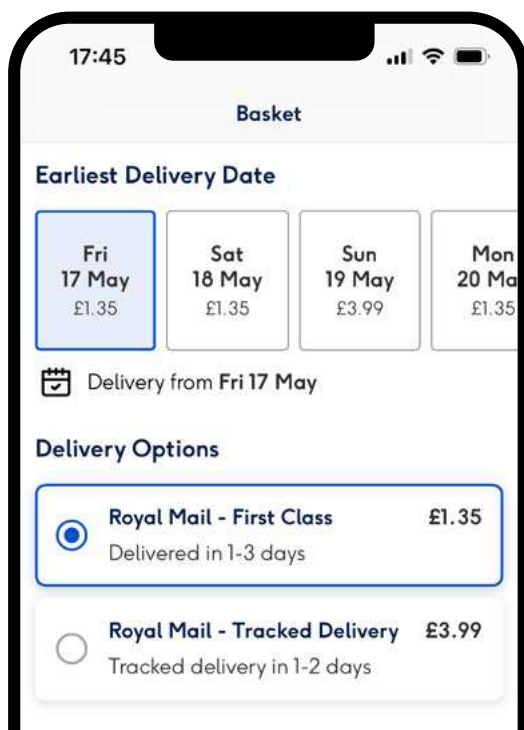 17:45
Basket
Earliest Delivery Date
Fri
17 May
£1.35
Sat
18 May
£1.35
Sun
19 May
£3.99
Mon
20 Ma
£1.35
Delivery from Fri 17 May
Delivery Options
Royal Mail - First Class £1.35
Delivered in 1-3 days
Royal Mail - Tracked Delivery £3.99
Tracked delivery in 1-2 days